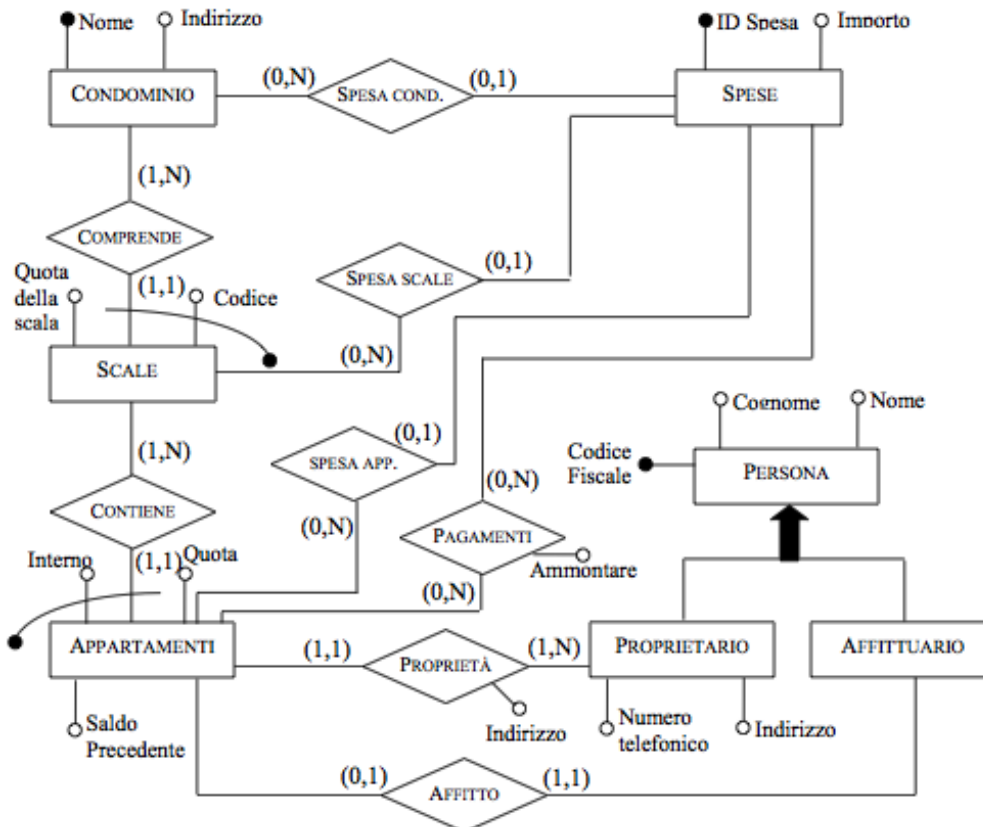 Nome
Indirizzo
ID Spesa
Importo
CONDOMINIO
(0,N)
SPESA COND.
(0,1)
SPESE
(1,N)
COMPRENDE
SPESA SCALE
(0,1)
Quota
della
scala
(1,1)
Codice
SCALE
(0,N)
Cognome
Nome
(1,N)
SPESA APP.
(0,1)
Codice
Fiscale
PERSONA
CONTIENE
(0,N)
(0,N)
PAGAMENTI
Ammontare
Interno
(1,1)
Quota
(0,N)
APPARTAMENTI
(1,1)
PROPRIETÀ
(1,N)
PROPRIETARIO
AFFITTUARIO
Saldo
Precedente
Indirizzo
Numero
telefonico
Indirizzo
(0,1)
AFFITTO
(1,1)